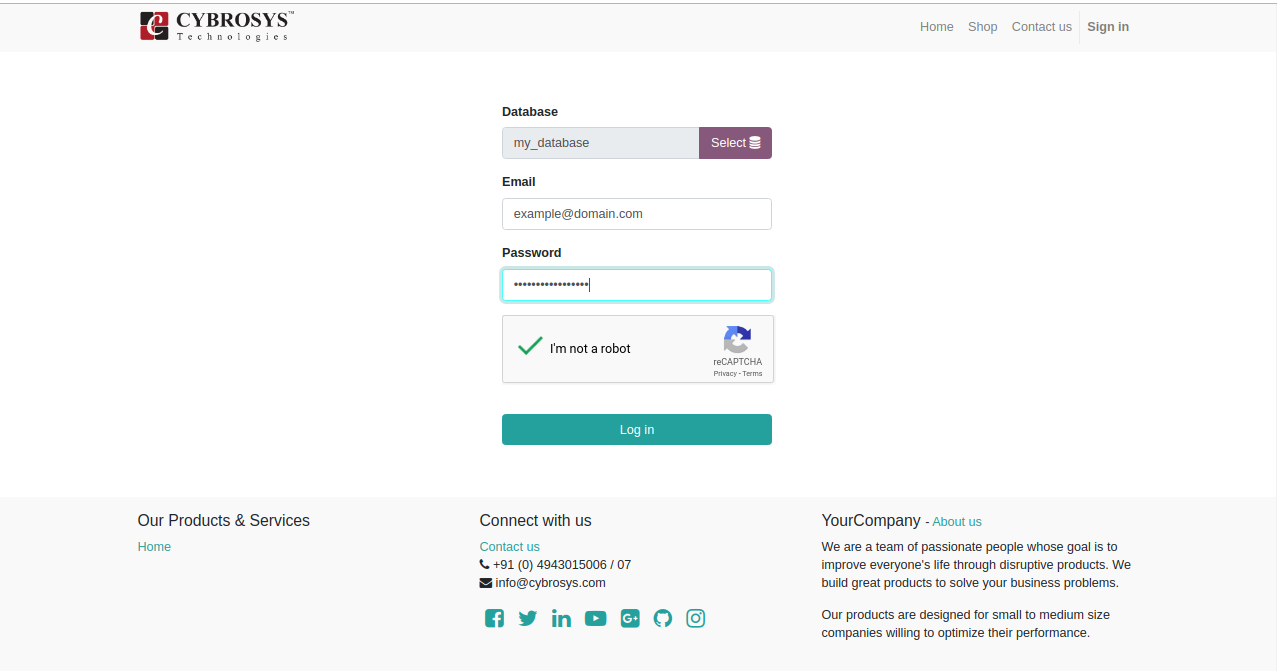 CYBROSYS™
Technologies
Home Shop Contact us Sign in
Database
my_database Select
Email
example@domain.com
Password
•••••••••••••••••
I'm not a robot
reCAPTCHA
Privacy - Terms
Log in
Our Products & Services
Home
Connect with us
Contact us
+91 (0) 4943015006 / 07
info@cybrosys.com
YourCompany - About us
We are a team of passionate people whose goal is to
improve everyone's life through disruptive products. We
build great products to solve your business problems.
Our products are designed for small to medium size
companies willing to optimize their performance.